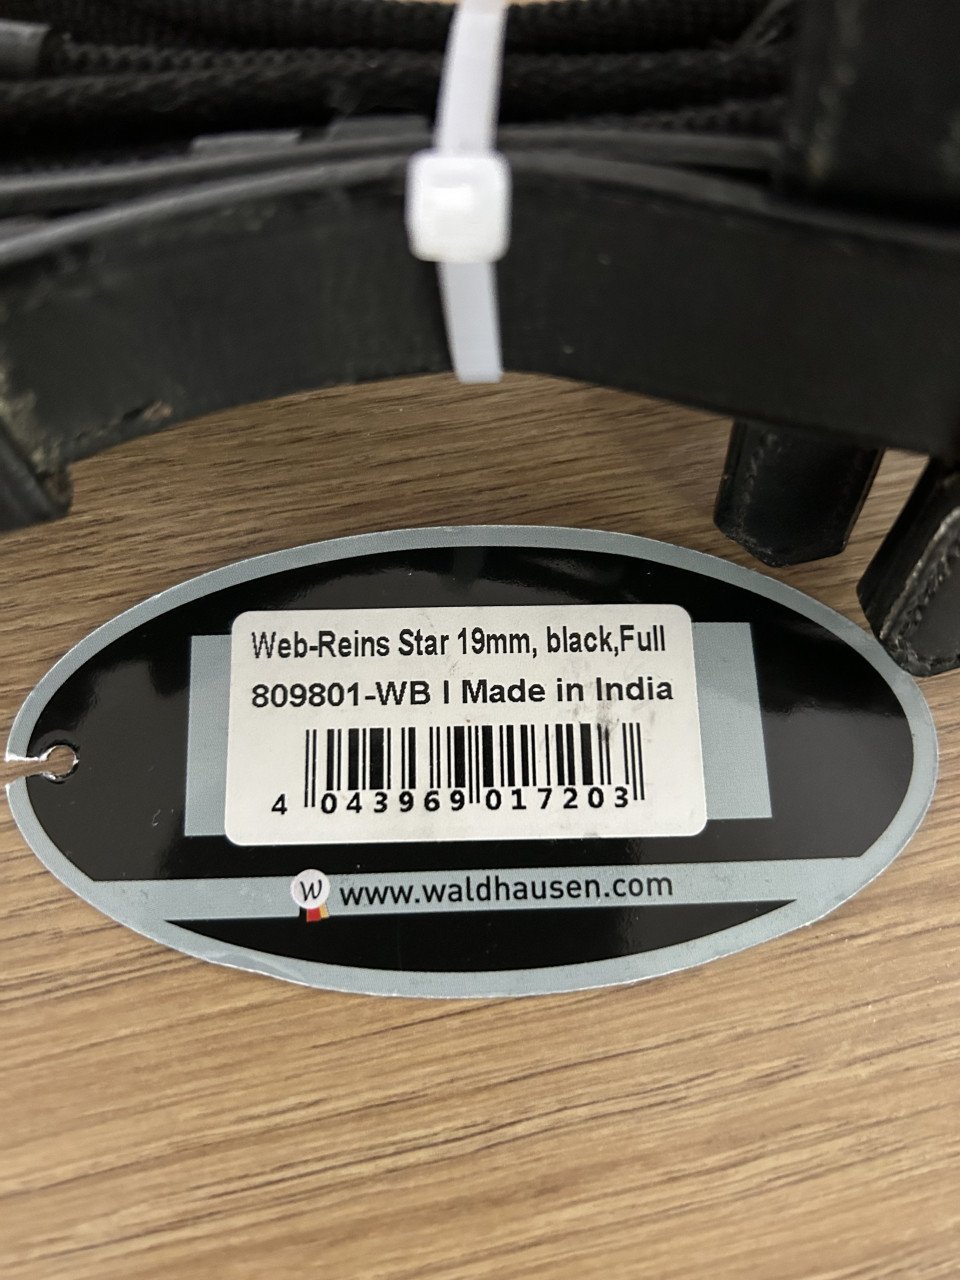 Web-Reins Star 19mm, black,Full
809801-WB I Made in India
4 043969 017203
W www.waldhausen.com